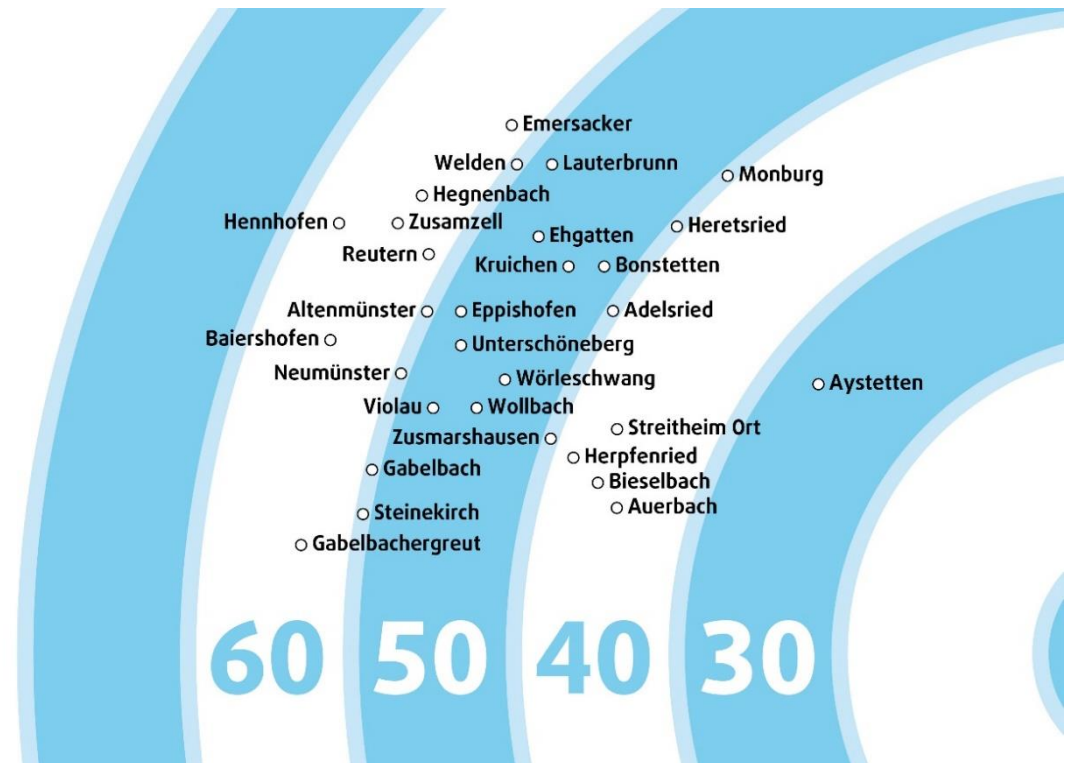 Emersacker
Welden
Lauterbrunn
Monburg
Hegnenbach
Hennhofen
Zusamzell
Heretsried
Ehgatten
Reutern
Kruichen
Bonstetten
Altenmünster
Eppishofen
Adelsried
Baiershofen
Unterschöneberg
Neumünster
Wörleschwang
Aystetten
Violau
Wollbach
Streitheim Ort
Zusmarshausen
Herpfenried
Gabelbach
Bieselbach
Auerbach
Steinekirch
Gabelbachergreut
60 50 40 30